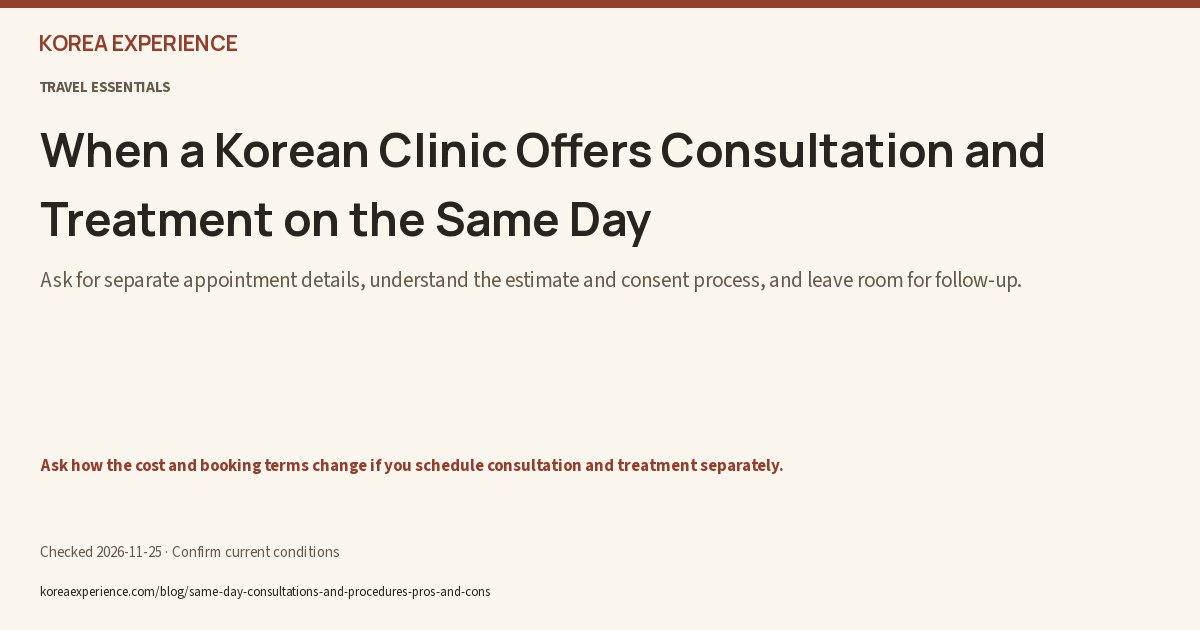 KOREA EXPERIENCE
TRAVEL ESSENTIALS
When a Korean Clinic Offers Consultation and
Treatment on the Same Day
Ask for separate appointment details, understand the estimate and consent process, and leave room for follow-up.
Ask how the cost and booking terms change if you schedule consultation and treatment separately.
Checked 2026-11-25 · Confirm current conditions
koreaexperience.com/blog/same-day-consultations-and-procedures-pros-and-cons